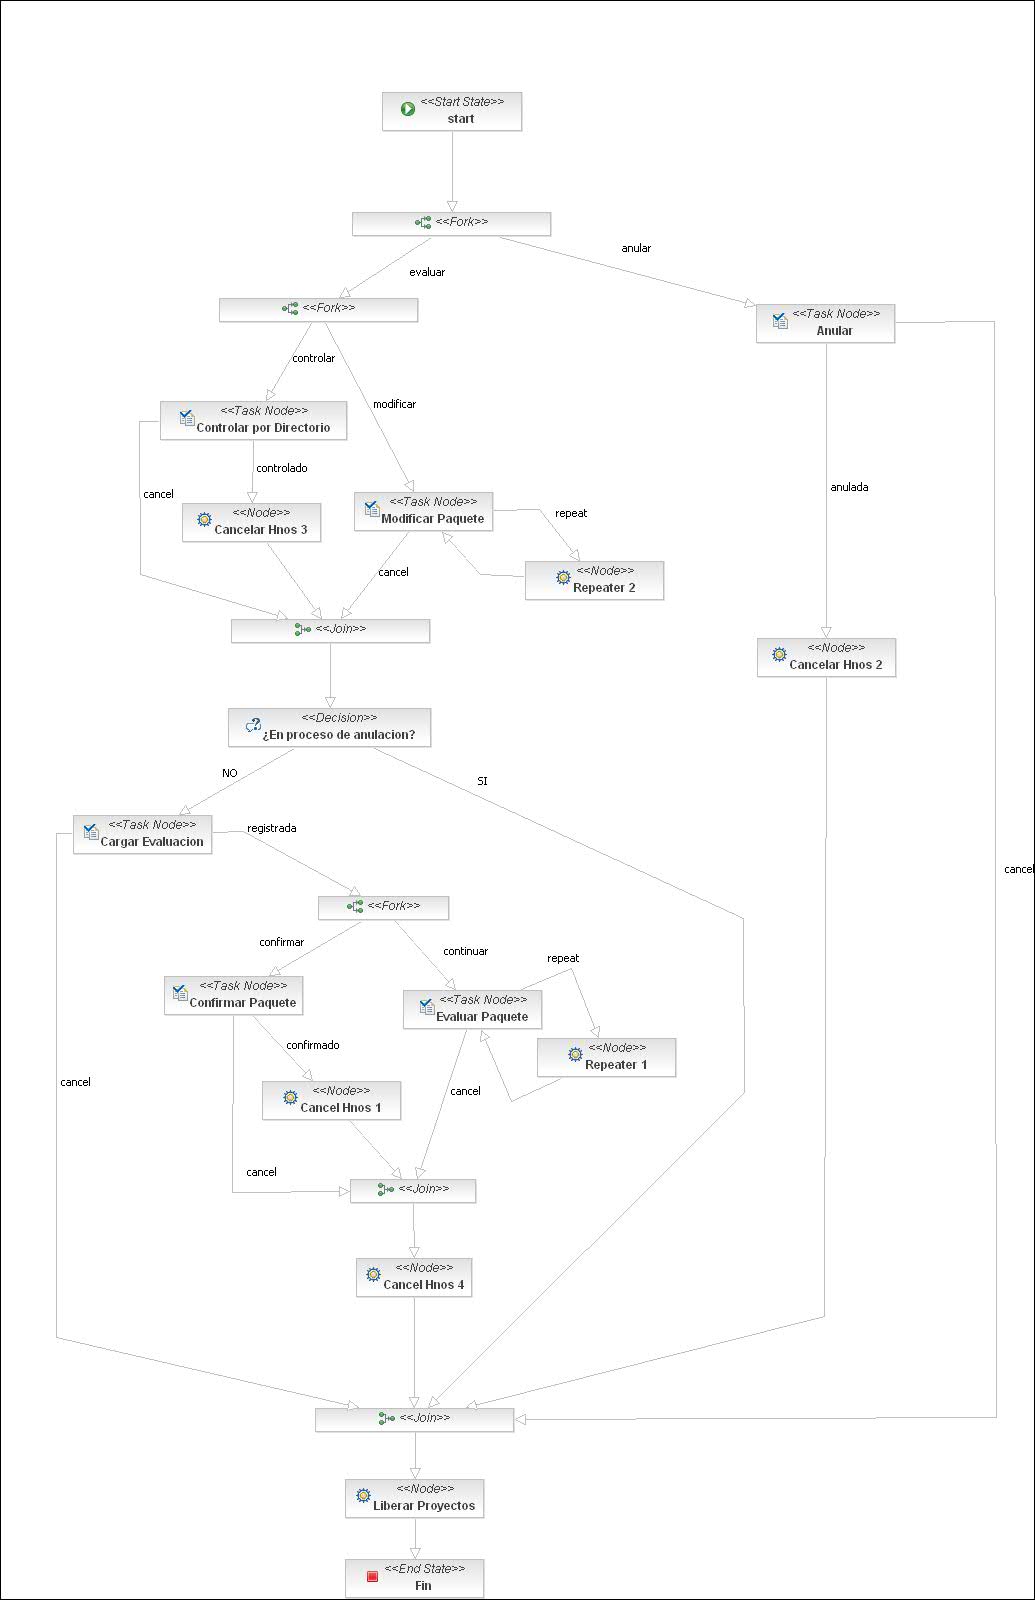 <<Start State>>
start
<<Fork>>
anular
evaluar
<<Fork>>
<<Task Node>>
Anular
controlar
modificar
<<Task Node>>
Controlar por Directorio
controlado
cancel
anulada
<<Task Node>>
Modificar Paquete
repeat
<<Node>>
Cancelar Hnos 3
cancel
<<Node>>
Repeater 2
<<Join>>
<<Node>>
Cancelar Hnos 2
<<Decision>>
¿En proceso de anulacion?
NO
SI
<<Task Node>>
Cargar Evaluacion
registrada
cancel
<<Fork>>
confirmar
continuar
repeat
<<Task Node>>
Confirmar Paquete
<<Task Node>>
Evaluar Paquete
confirmado
<<Node>>
Repeater 1
cancel
<<Node>>
Cancel Hnos 1
cancel
cancel
<<Join>>
<<Node>>
Cancel Hnos 4
<<Join>>
<<Node>>
Liberar Proyectos
<<End State>>
Fin